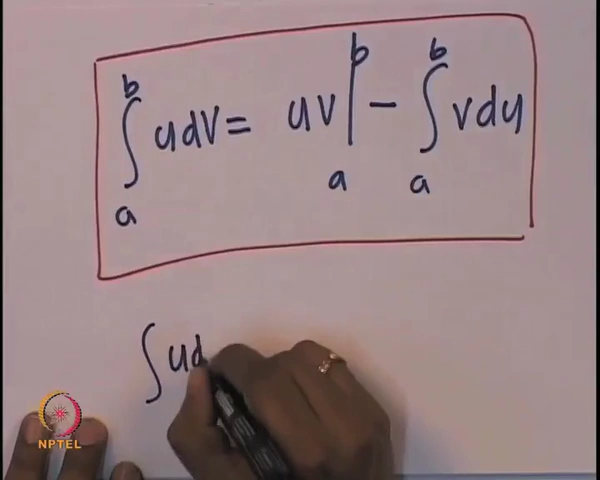 ∫ₐᵇ udV = uv|ₐᵇ − ∫ₐᵇ vdu
∫ud
NPTEL